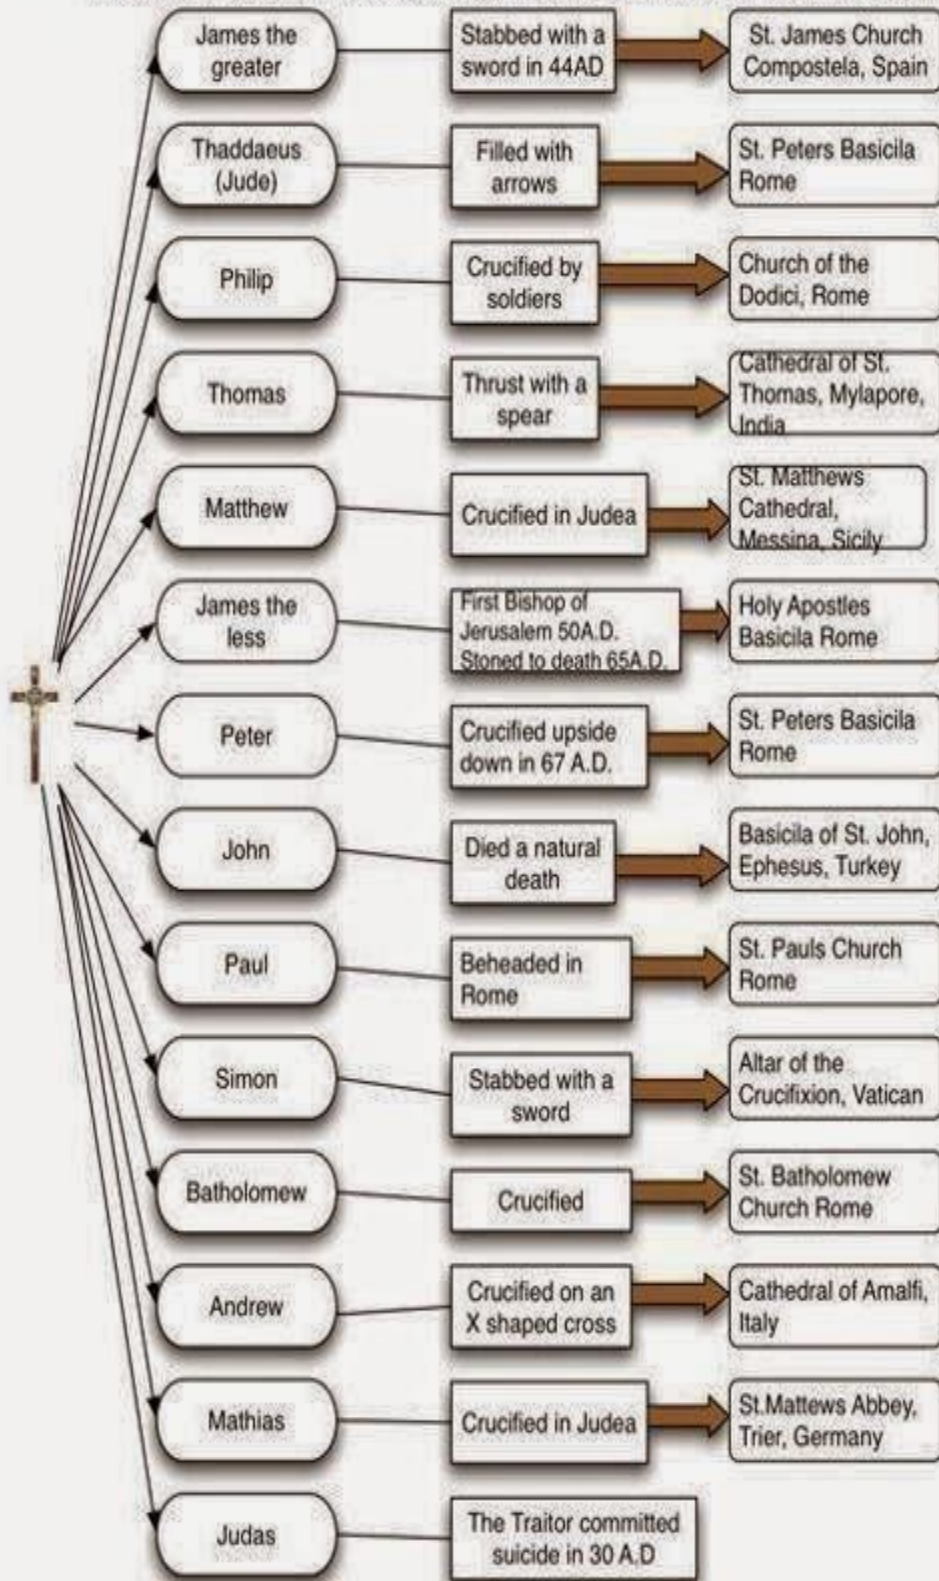 James the
greater
Stabbed with a
sword in 44AD
St. James Church
Compostela, Spain
Thaddaeus
(Jude)
Filled with
arrows
St. Peters Basicila
Rome
Philip
Crucified by
soldiers
Church of the
Dodici, Rome
Thomas
Thrust with a
spear
Cathedral of St.
Thomas, Mylapore,
India
Matthew
Crucified in Judea
St. Matthews
Cathedral,
Messina, Sicily
James the
less
First Bishop of
Jerusalem 50A.D.
Stoned to death 65A.D.
Holy Apostles
Basicila Rome
Peter
Crucified upside
down in 67 A.D.
St. Peters Basicila
Rome
John
Died a natural
death
Basicila of St. John,
Ephesus, Turkey
Paul
Beheaded in
Rome
St. Pauls Church
Rome
Simon
Stabbed with a
sword
Altar of the
Crucifixion, Vatican
Batholomew
Crucified
St. Batholomew
Church Rome
Andrew
Crucified on an
X shaped cross
Cathedral of Amalfi,
Italy
Mathias
Crucified in Judea
St.Mattews Abbey,
Trier, Germany
Judas
The Traitor committed
suicide in 30 A.D